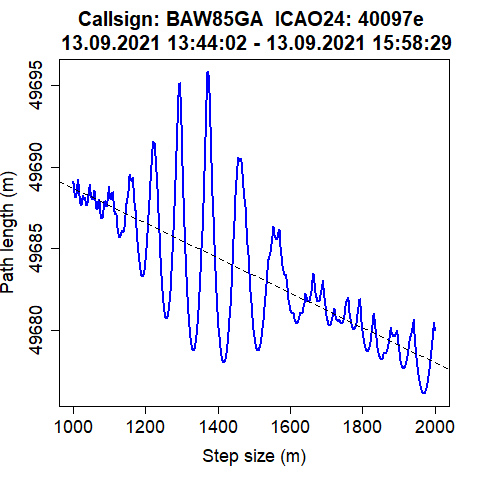 Callsign: BAW85GA ICAO24: 40097e
13.09.2021 13:44:02 - 13.09.2021 15:58:29
Path length (m)
49695
49690
49685
49680
1000 1200 1400 1600 1800 2000
Step size (m)